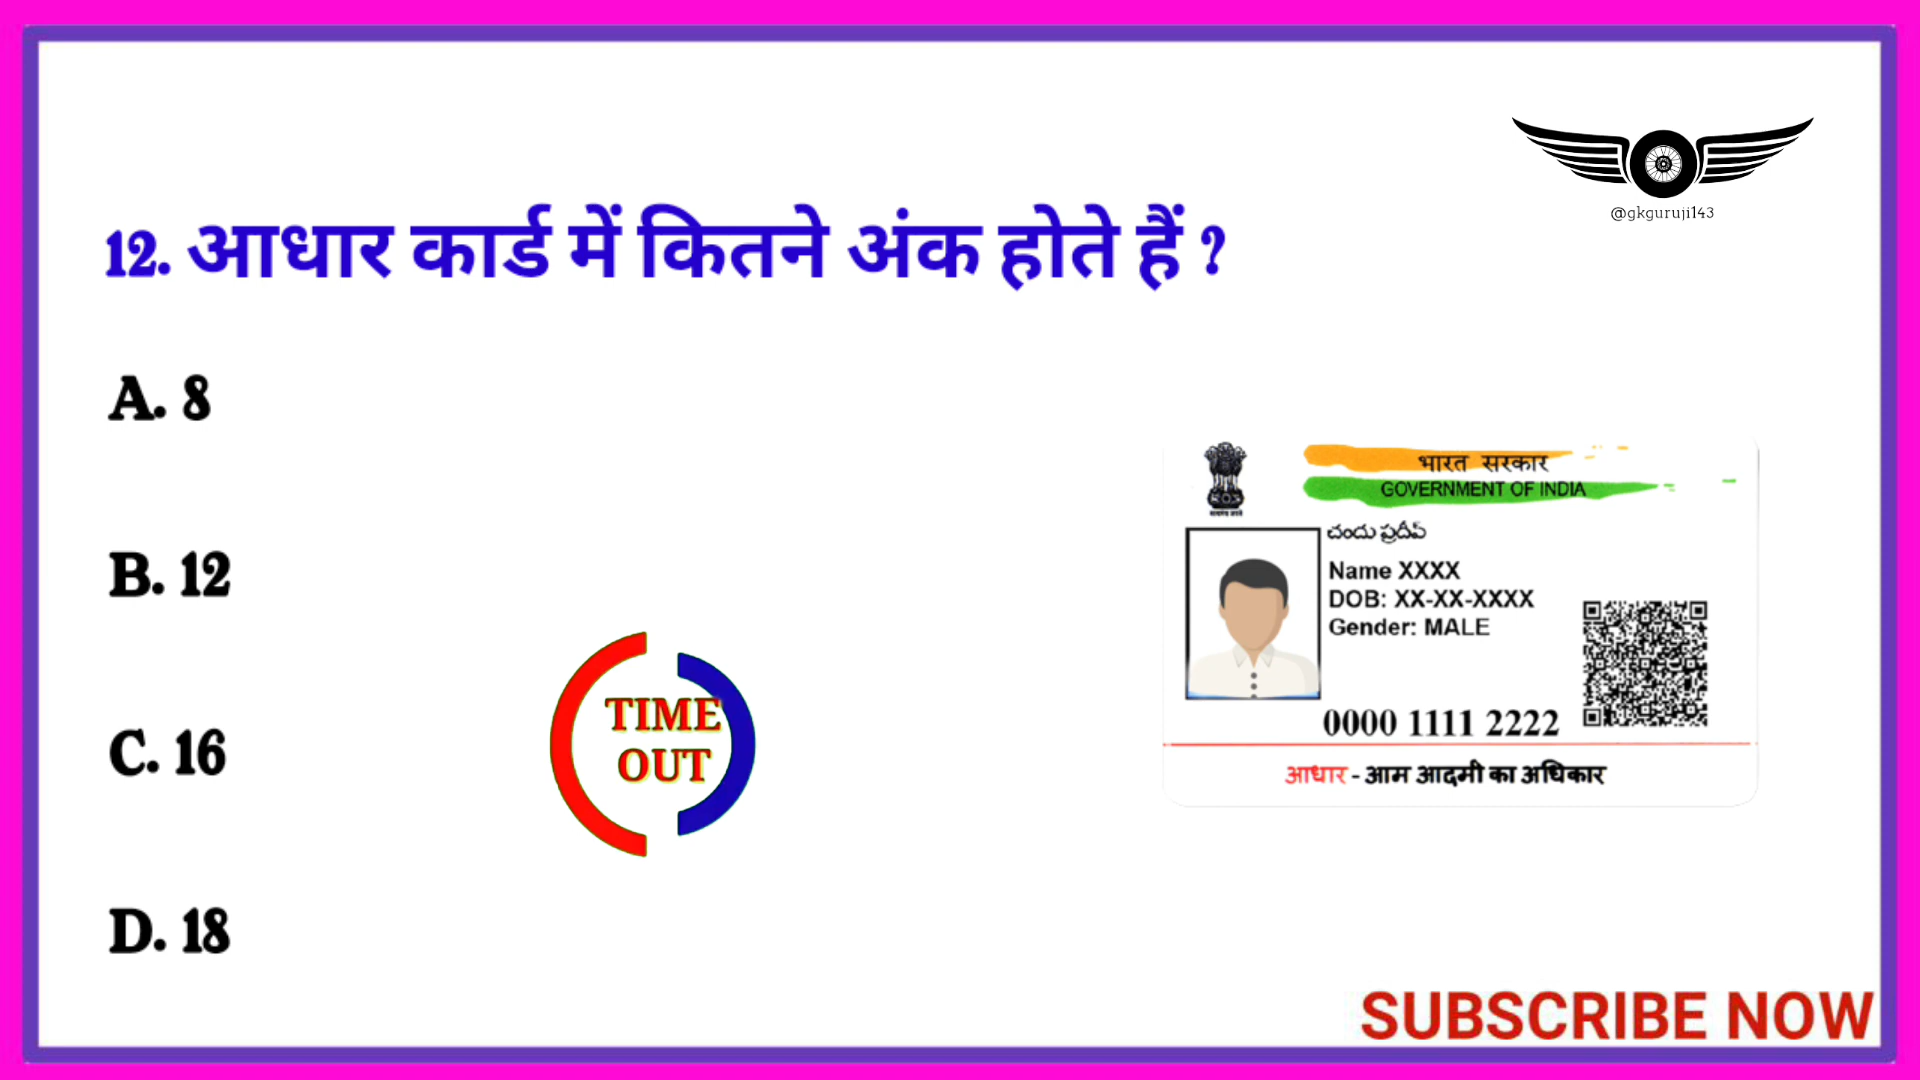 @gkguruji143
12. आधार कार्ड में कितने अंक होते हैं ?
A. 8
B. 12
C. 16
D. 18
TIME
OUT
भारत सरकार
GOVERNMENT OF INDIA
చందు ప్రదీప్
Name XXXX
DOB: XX-XX-XXXX
Gender: MALE
0000 1111 2222
आधार - आम आदमी का अधिकार
SUBSCRIBE NOW